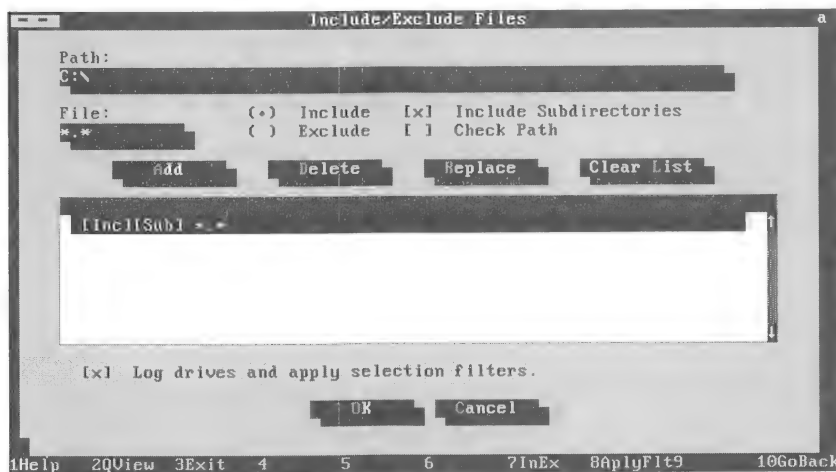 Include/Exclude Files a
Path:
C:\
File: (•) Include [x] Include Subdirectories
*.* ( ) Exclude [ ] Check Path
Add Delete Replace Clear List
[Incl][Sub] *.*
[x] Log drives and apply selection filters.
OK Cancel
1Help 2QView 3Exit 4 5 6 7InEx 8AplyFlt9 10GoBack